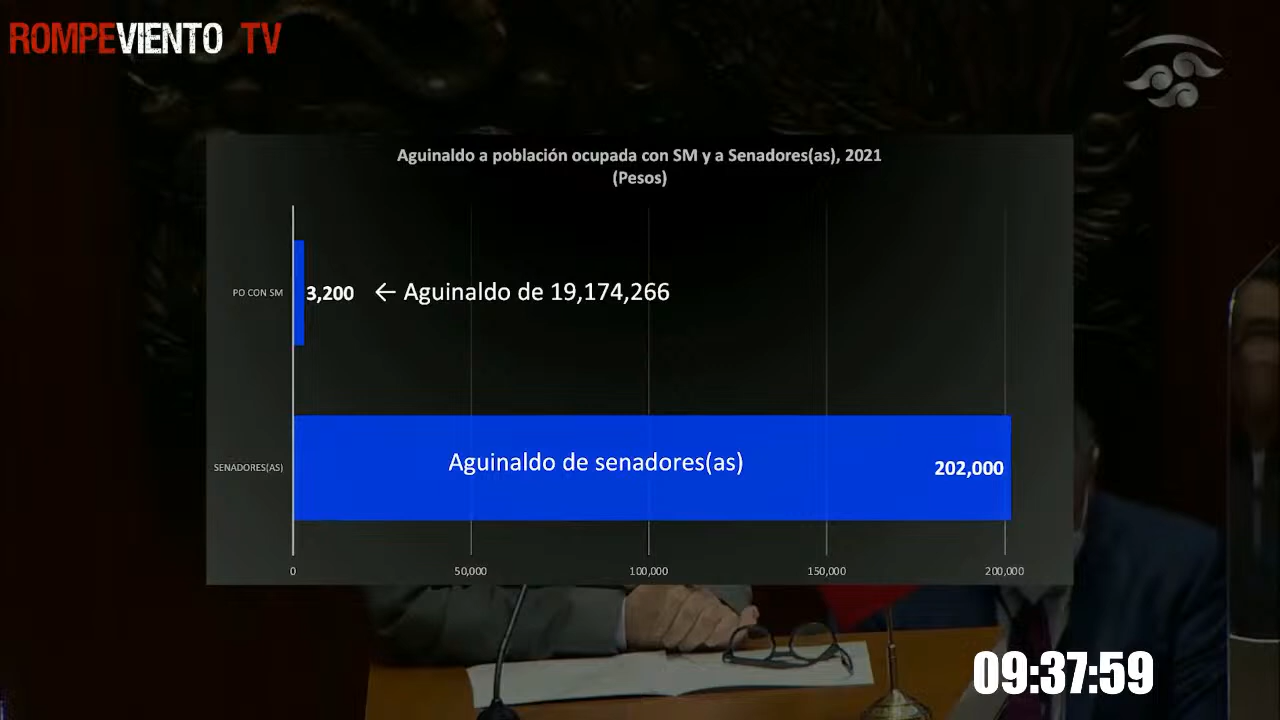 ROMPEVIENTO TV
Aguinaldo a población ocupada con SM y a Senadores(as), 2021
(Pesos)
PO CON SM
3,200
← Aguinaldo de 19,174,266
SENADORES(AS)
Aguinaldo de senadores(as)
202,000
0
50,000
100,000
150,000
200,000
09:37:59